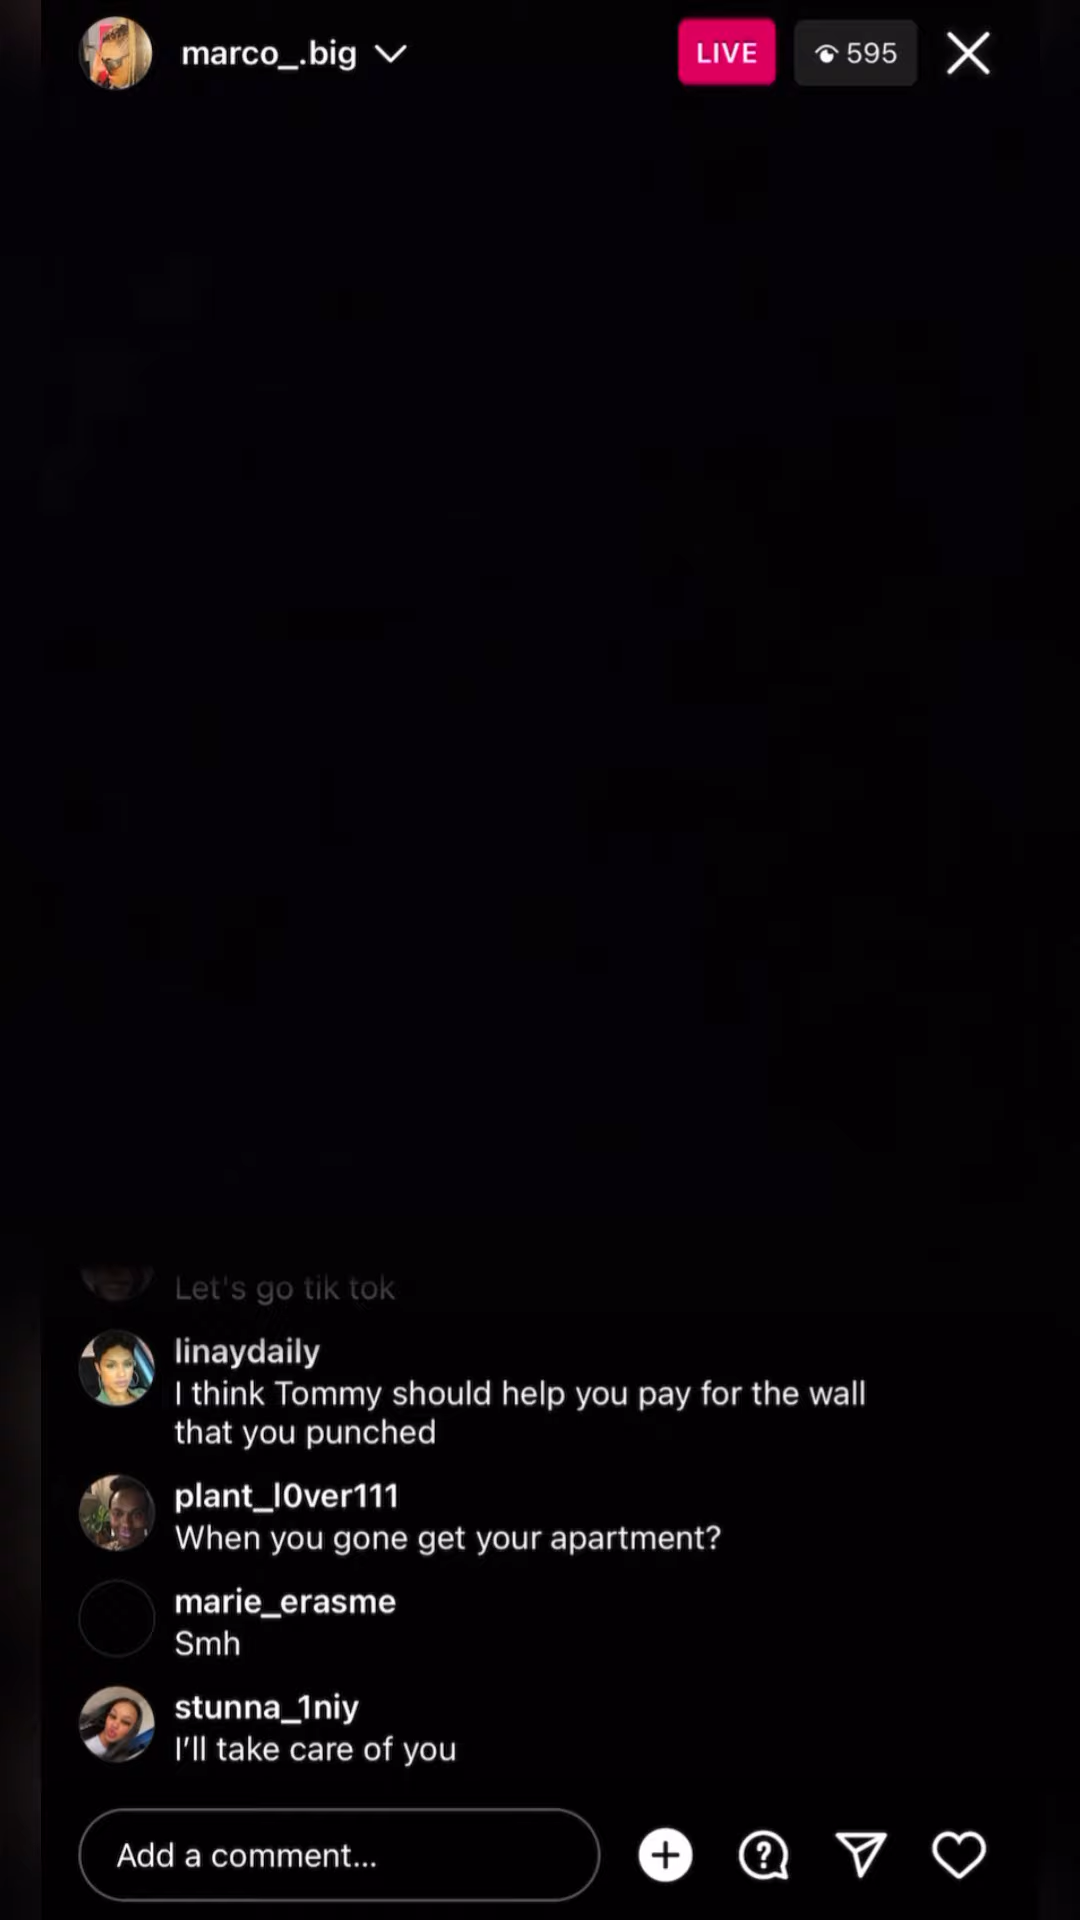 marco_.big
LIVE
595
Let's go tik tok
linaydaily
I think Tommy should help you pay for the wall
that you punched
plant_l0ver111
When you gone get your apartment?
marie_erasme
Smh
stunna_1niy
I'll take care of you
Add a comment...